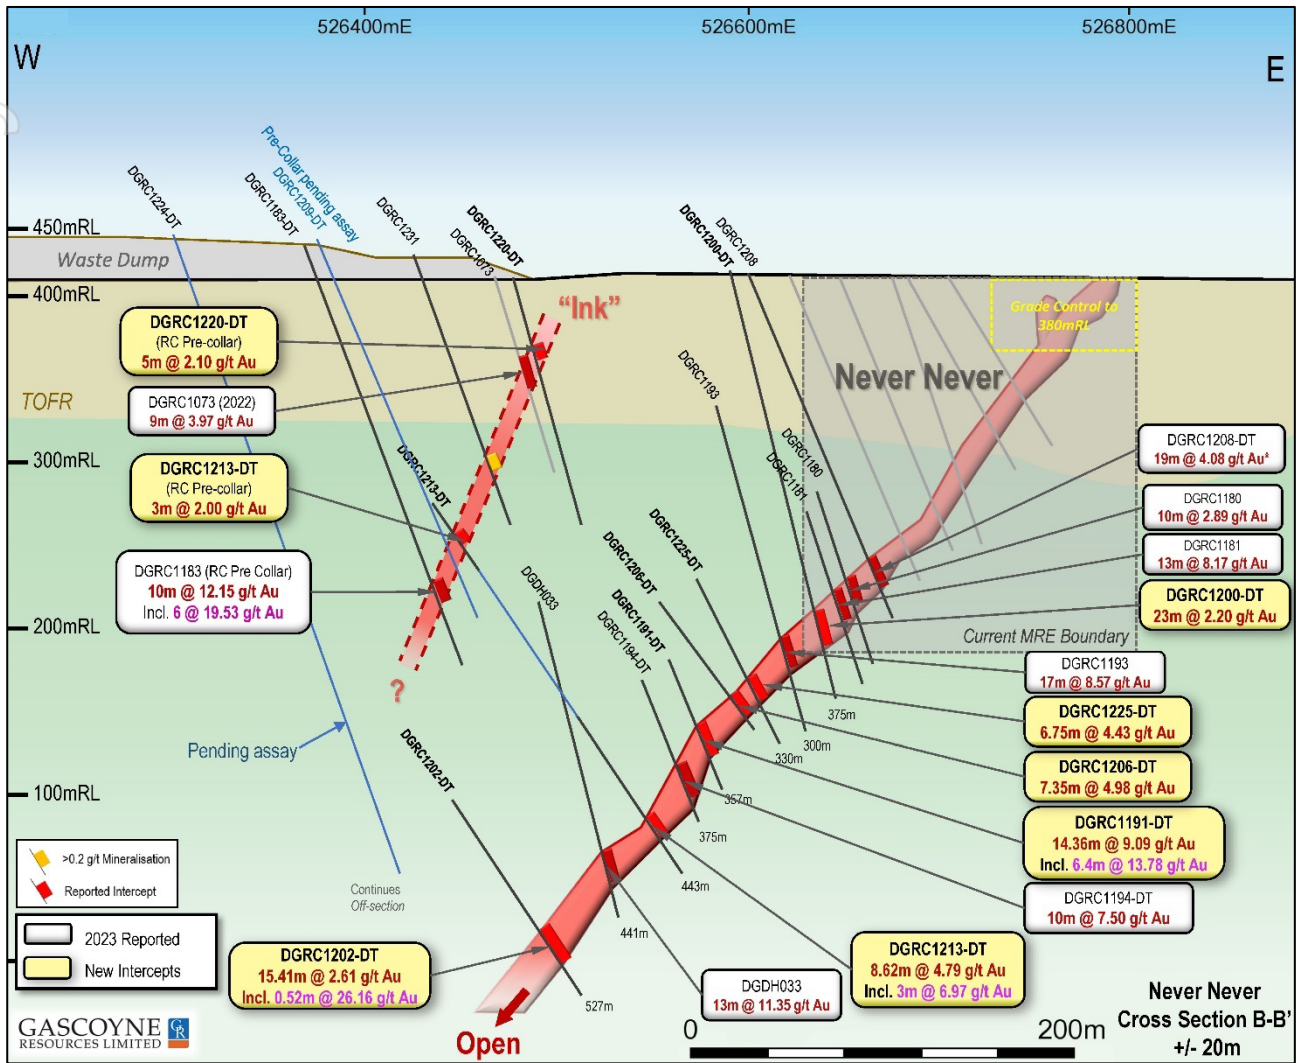 526400mE
526600mE
526800mE
W
E
DGRC1224-DT
DGRC1183-DT
Pre-Collar pending assay
DGRC1209-DT
DGRC1231
DGRC1073
DGRC1220-DT
DGRC1200-DT
DGRC1208
450mRL
Waste Dump
400mRL
"Ink"
Grade Control to
380mRL
DGRC1220-DT
(RC Pre-collar)
5m @ 2.10 g/t Au
Never Never
DGRC1193
TOFR
DGRC1073 (2022)
9m @ 3.97 g/t Au
DGRC1208-DT
19m @ 4.08 g/t Au*
300mRL
DGRC1213-DT
(RC Pre-collar)
3m @ 2.00 g/t Au
DGRC1213-DT
DGRC1180
DGRC1181
DGRC1180
10m @ 2.89 g/t Au
DGRC1181
13m @ 8.17 g/t Au
DGRC1183 (RC Pre Collar)
10m @ 12.15 g/t Au
Incl. 6 @ 19.53 g/t Au
DGDH033
DGRC1206-DT
DGRC1225-DT
DGRC1191-DT
DGRC1194-DT
DGRC1200-DT
23m @ 2.20 g/t Au
200mRL
Current MRE Boundary
?
DGRC1193
17m @ 8.57 g/t Au
375m
300m
330m
DGRC1225-DT
6.75m @ 4.43 g/t Au
Pending assay
DGRC1202-DT
DGRC1206-DT
7.35m @ 4.98 g/t Au
100mRL
357m
375m
DGRC1191-DT
14.36m @ 9.09 g/t Au
Incl. 6.4m @ 13.78 g/t Au
>0.2 g/t Mineralisation
Reported Intercept
Continues
Off-section
443m
441m
DGRC1194-DT
10m @ 7.50 g/t Au
2023 Reported
New Intercepts
DGRC1202-DT
15.41m @ 2.61 g/t Au
Incl. 0.52m @ 26.16 g/t Au
527m
DGDH033
13m @ 11.35 g/t Au
DGRC1213-DT
8.62m @ 4.79 g/t Au
Incl. 3m @ 6.97 g/t Au
Never Never
Cross Section B-B'
+/- 20m
GASCOYNE
RESOURCES LIMITED
GR
Open
0
200m